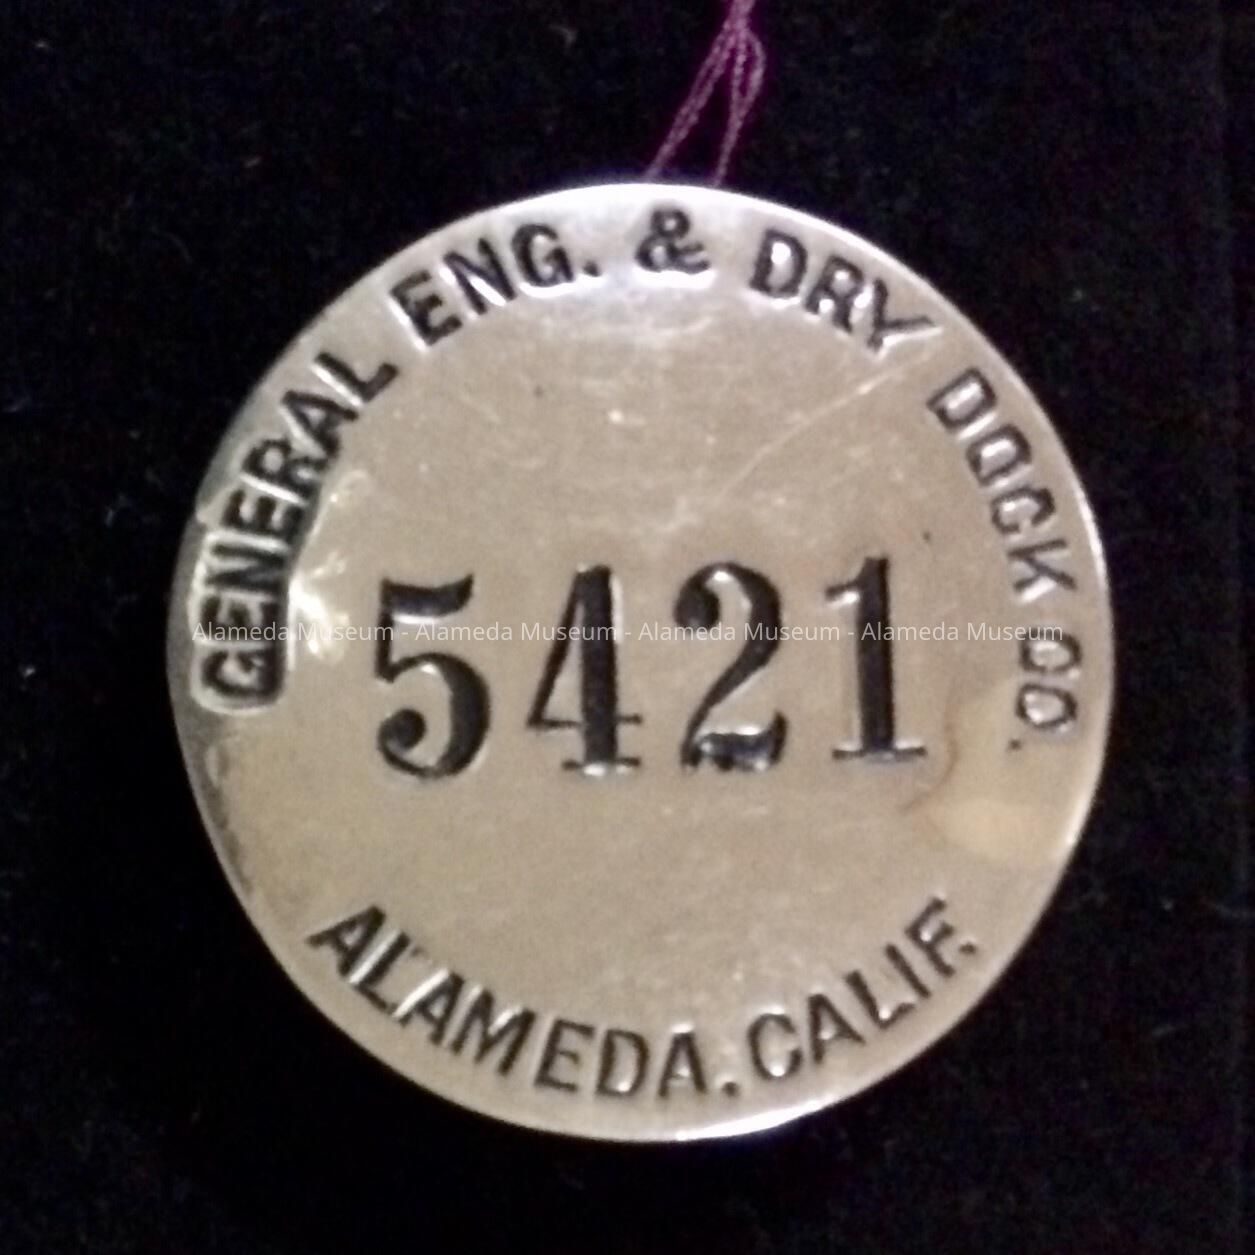 GENERAL ENG. & DRY DOCK CO.
5421
Alameda Museum - Alameda Museum - Alameda Museum - Alameda Museum
ALAMEDA. CALIF.